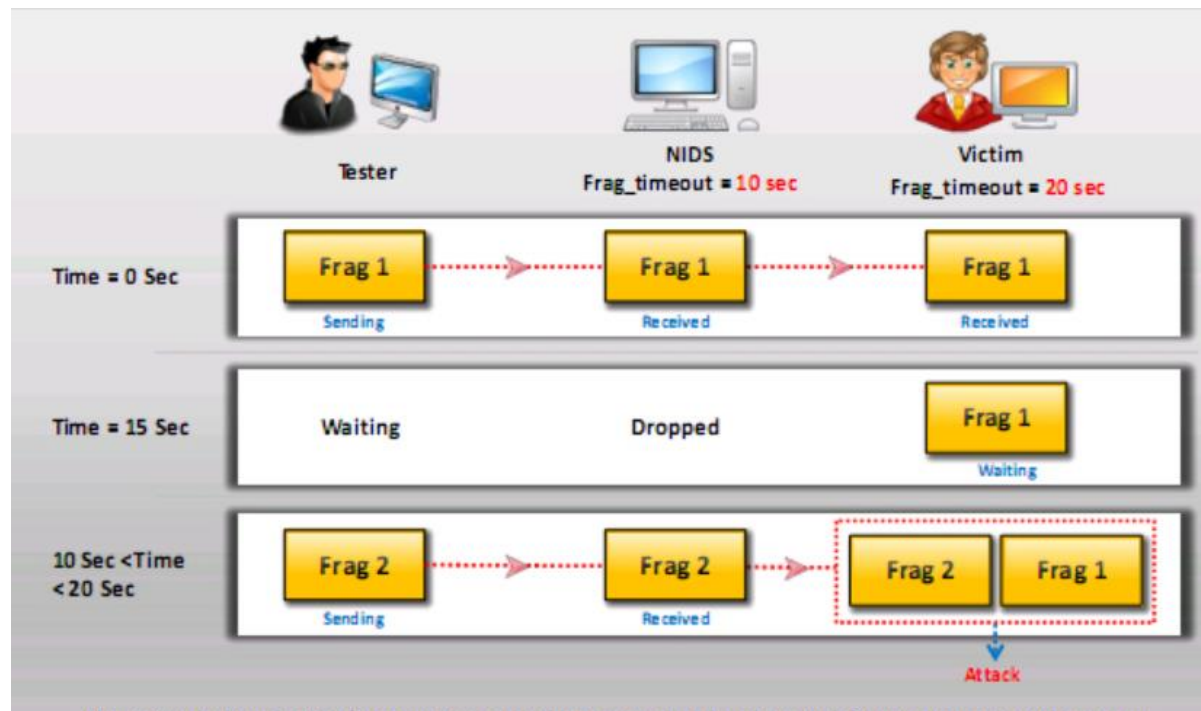 Tester
NIDS
Frag_timeout = 10 sec
Victim
Frag_timeout = 20 sec
Time = 0 Sec
Frag 1
Sending
Frag 1
Received
Frag 1
Received
Time = 15 Sec
Waiting
Dropped
Frag 1
Waiting
10 Sec <Time
<20 Sec
Frag 2
Sending
Frag 2
Received
Frag 2
Frag 1
Attack